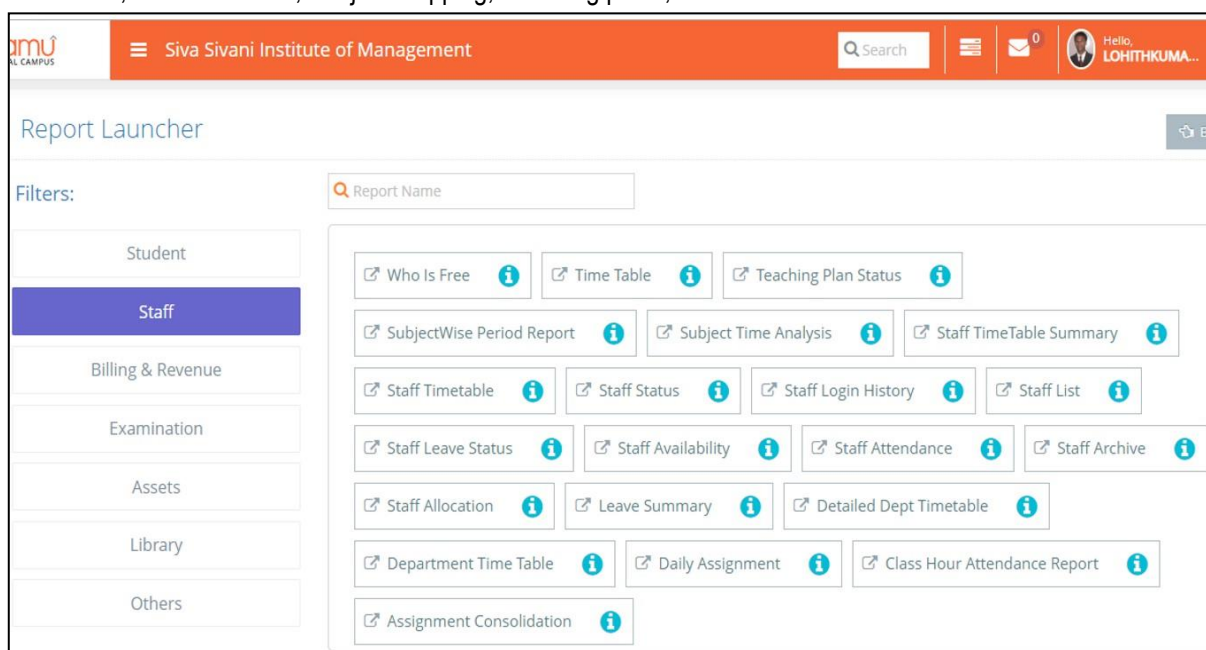 Siva Sivani Institute of Management
Search
0
Hello,
LOHITHKUMA...
AL CAMPUS
Report Launcher
Filters:
Report Name
Student
Staff
Billing & Revenue
Examination
Assets
Library
Others
Who Is Free
Time Table
Teaching Plan Status
SubjectWise Period Report
Subject Time Analysis
Staff TimeTable Summary
Staff Timetable
Staff Status
Staff Login History
Staff List
Staff Leave Status
Staff Availability
Staff Attendance
Staff Archive
Staff Allocation
Leave Summary
Detailed Dept Timetable
Department Time Table
Daily Assignment
Class Hour Attendance Report
Assignment Consolidation